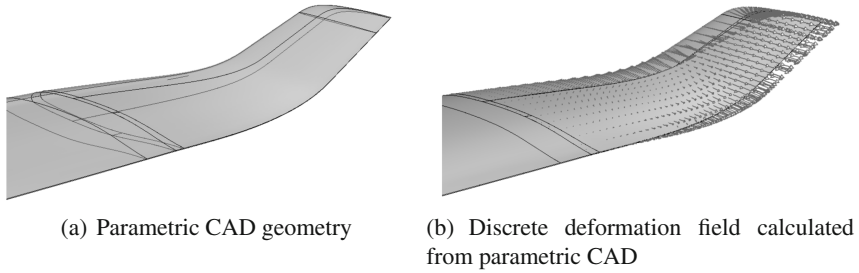 (a) Parametric CAD geometry
(b) Discrete deformation field calculated
from parametric CAD